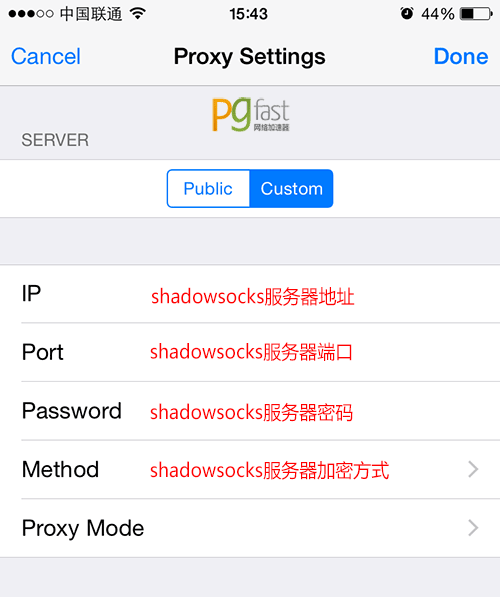 中国联通 15:43 44%
Cancel Proxy Settings Done
pgfast
网络加速器
SERVER
Public Custom
IP shadowsocks服务器地址
Port shadowsocks服务器端口
Password shadowsocks服务器密码
Method shadowsocks服务器加密方式
Proxy Mode